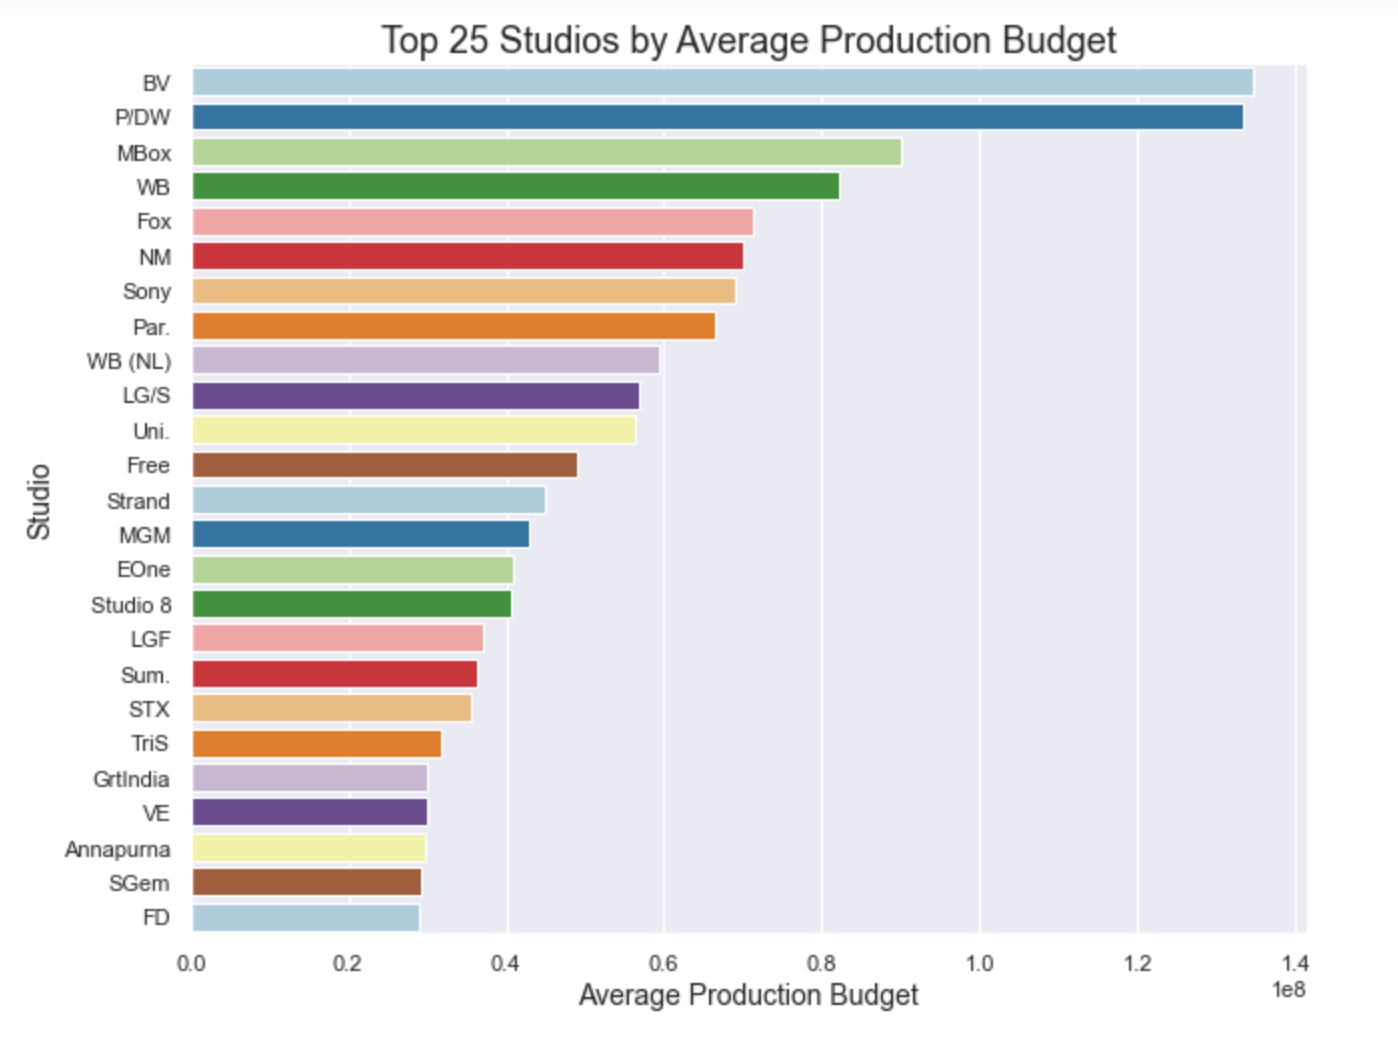 Top 25 Studios by Average Production Budget
BV
P/DW
MBox
WB
Fox
NM
Sony
Par.
WB (NL)
LG/S
Uni.
Free
Strand
MGM
EOne
Studio 8
LGF
Sum.
STX
TriS
GrtIndia
VE
Annapurna
SGem
FD
Studio
0.0 0.2 0.4 0.6 0.8 1.0 1.2 1.4
1e8
Average Production Budget